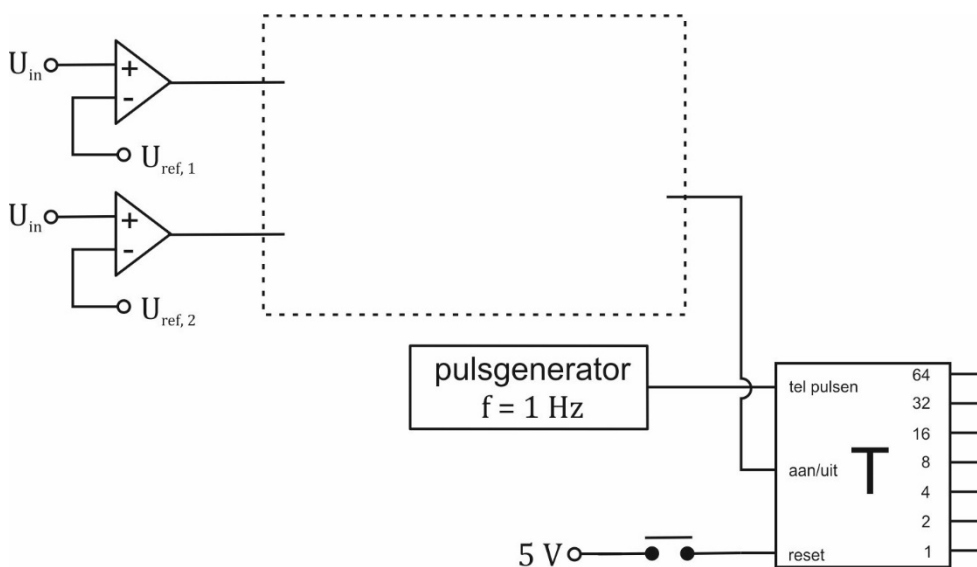 U_in
+
-
U_ref, 1
U_in
+
-
U_ref, 2
pulsgenerator
f = 1 Hz
tel pulsen
aan/uit
reset
T
64
32
16
8
4
2
1
5 V